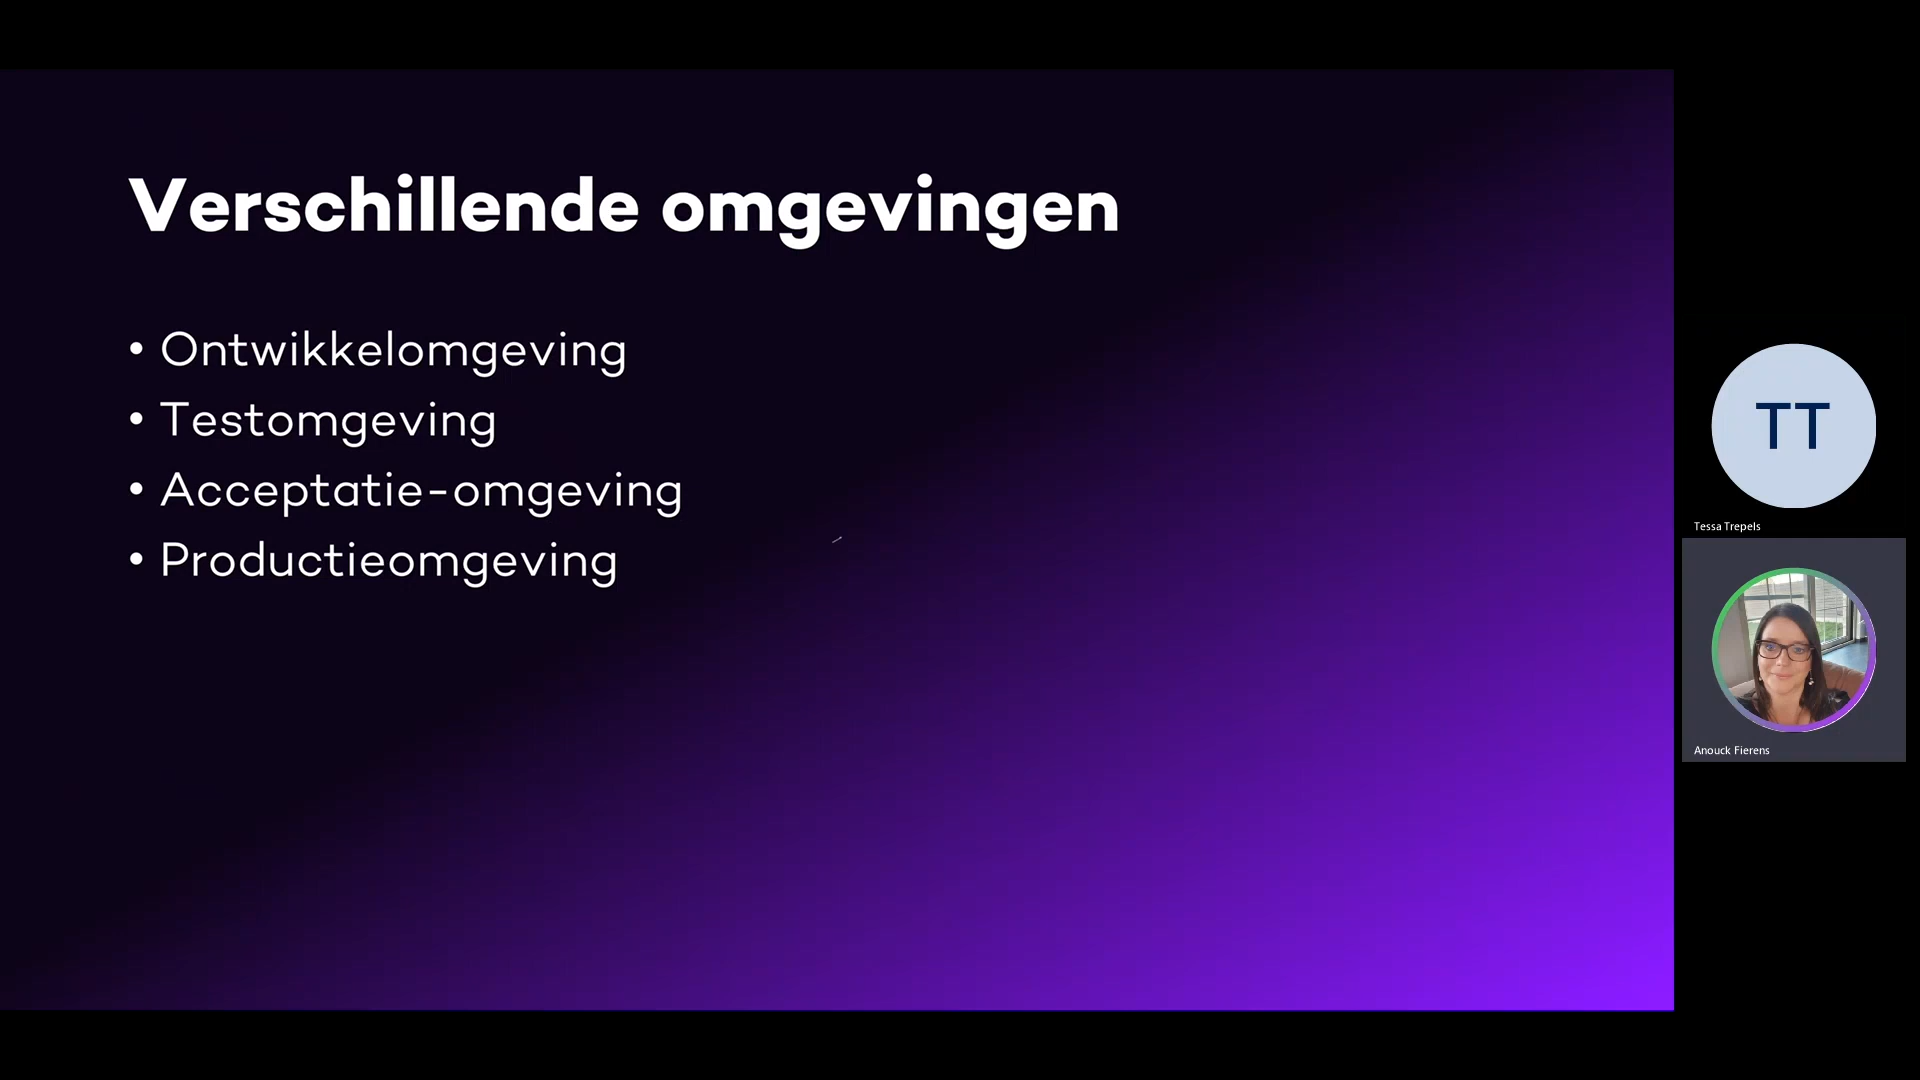 Verschillende omgevingen
• Ontwikkelomgeving
• Testomgeving
• Acceptatie-omgeving
• Productieomgeving
TT
Tessa Trepels
Anouck Fierens